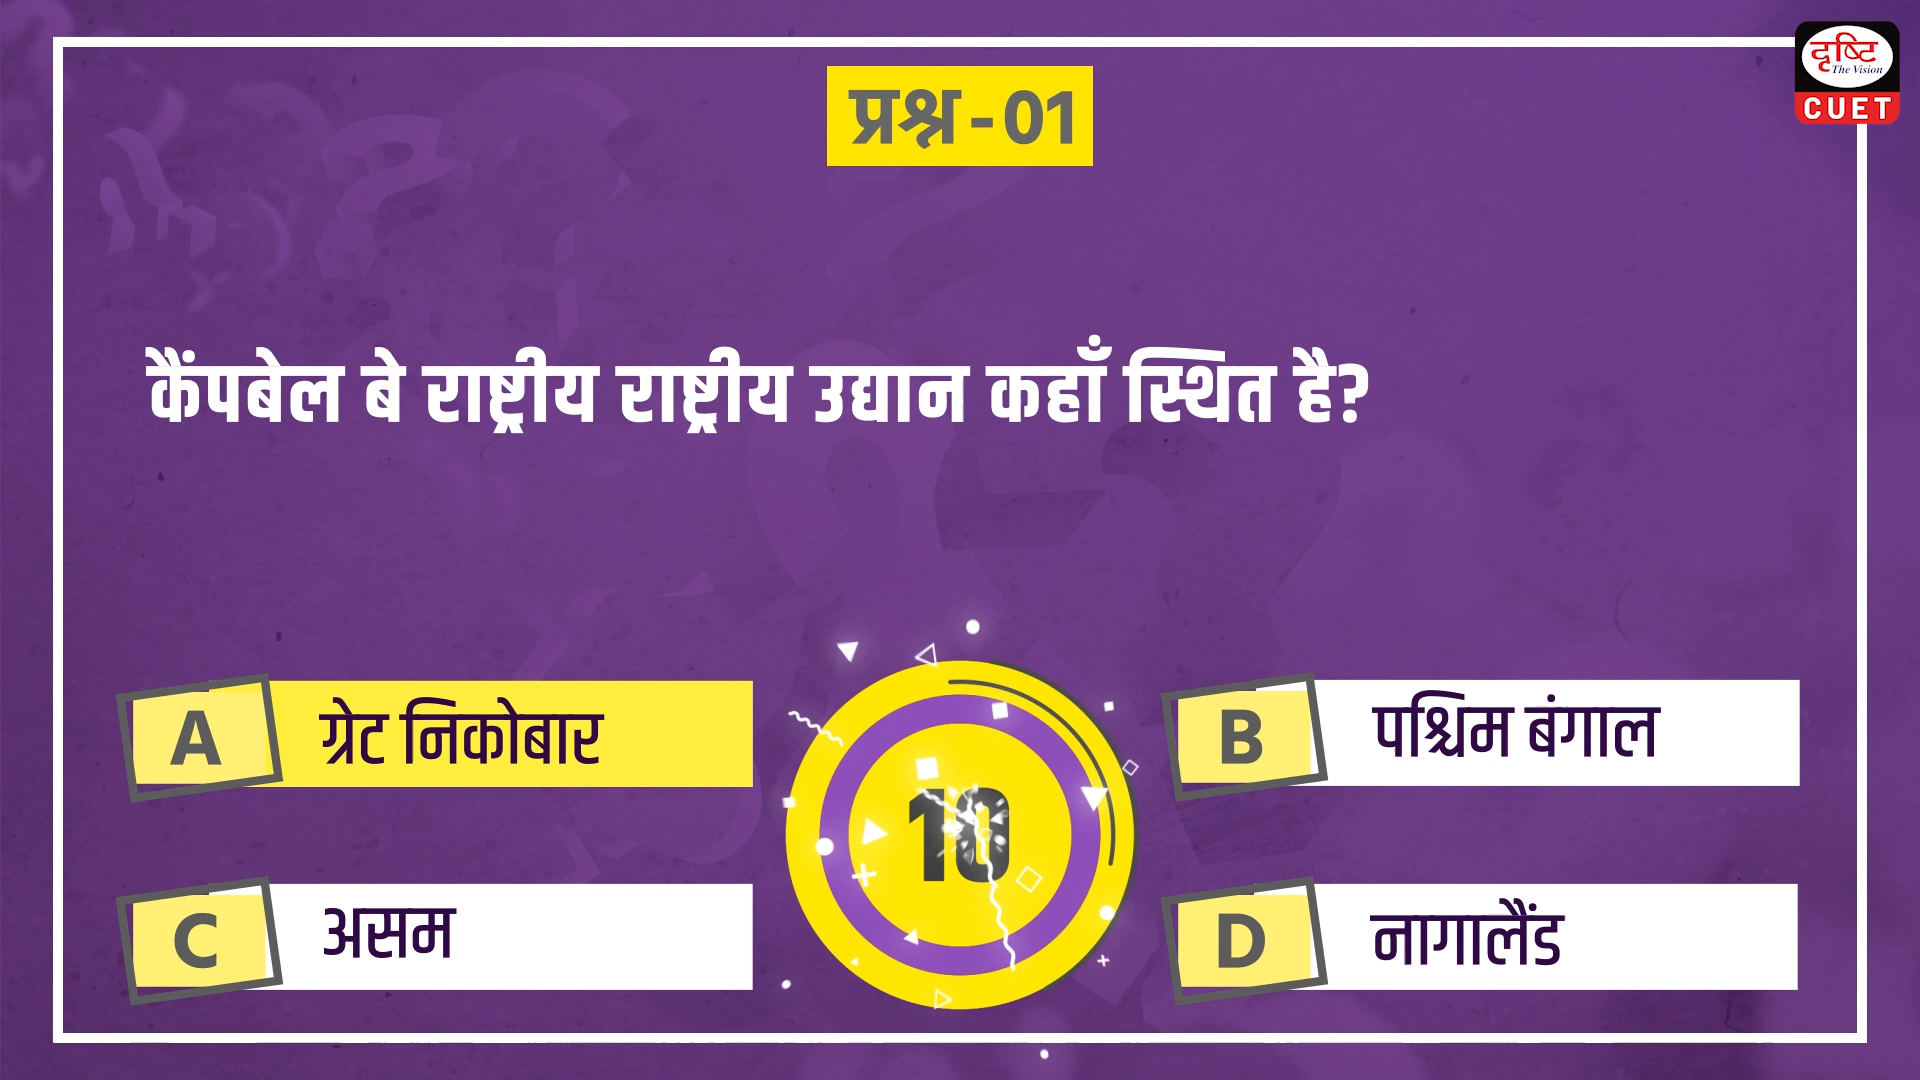 दृष्टि
The Vision
CUET
प्रश्न - 01
कैंपबेल बे राष्ट्रीय राष्ट्रीय उद्यान कहाँ स्थित है?
A ग्रेट निकोबार
B पश्चिम बंगाल
10
C असम
D नागालैंड